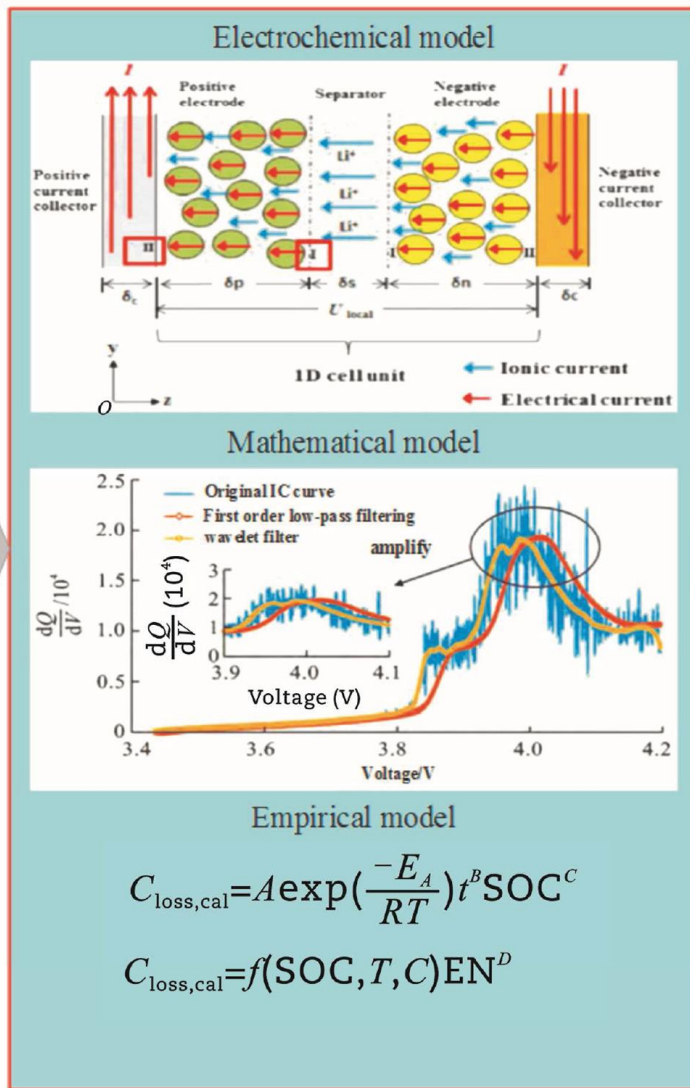 Electrochemical model
I
I
Positive
electrode
Separator
Negative
electrode
Positive
current
collector
Li⁺
Li⁺
Li⁺
Negative
current
collector
II
I
I
II
δc
δp
δs
δn
δc
U local
1D cell unit
y
O
z
Ionic current
Electrical current
Mathematical model
dQ/dV /10⁴
2.5
2.0
1.5
1.0
0.5
0
Original IC curve
First order low-pass filtering
wavelet filter
amplify
dQ/dV (10⁴)
3
2
1
0
3.9
4.0
4.1
Voltage (V)
3.4
3.6
3.8
4.0
4.2
Voltage/V
Empirical model
C_loss,cal=Aexp(−E_A/RT)t^B SOC^C
C_loss,cal=f(SOC,T,C)EN^D